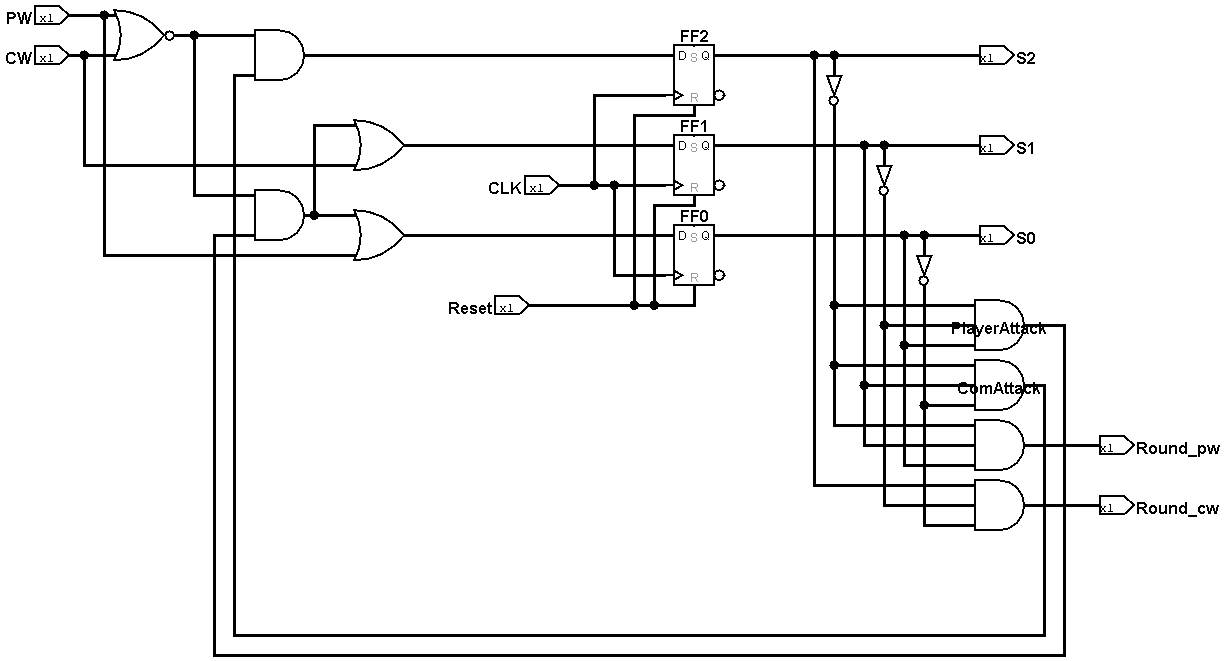 PW x1
CW x1
FF2
D S Q
R
S2
x1
FF1
D S Q
R
S1
x1
CLK x1
FF0
D S Q
R
S0
x1
Reset x1
PlayerAttack
ComAttack
x1 Round_pw
x1 Round_cw